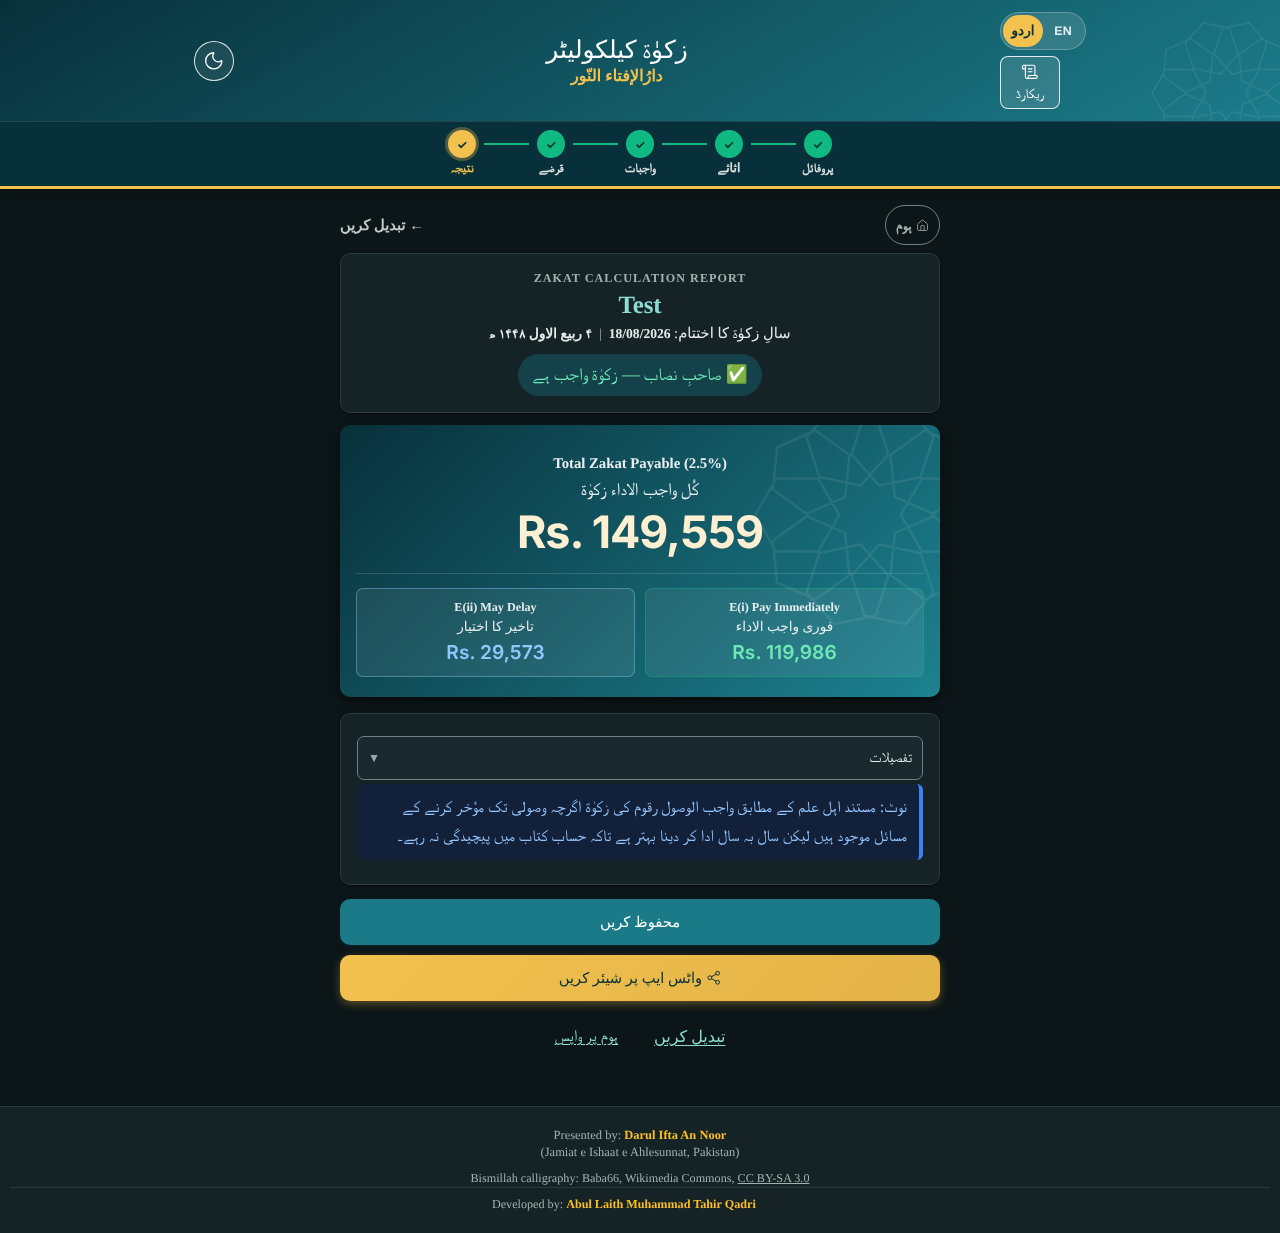 EN
اردو
ریکارڈ
زکوٰۃ کیلکولیٹر
دارُالإفتاء النّور
پروفائل
اثاثے
واجبات
قرضے
نتیجہ
ہوم
← تبدیل کریں
ZAKAT CALCULATION REPORT
Test
سالِ زکوٰۃ کا اختتام: 18/08/2026 | ۴ ربیع الاول ۱۴۴۸ ھ
✅ صاحبِ نصاب — زکوٰۃ واجب ہے
Total Zakat Payable (2.5%)
کُل واجب الاداء زکوٰۃ
Rs. 149,559
E(i) Pay Immediately
فوری واجب الاداء
Rs. 119,986
E(ii) May Delay
تاخیر کا اختیار
Rs. 29,573
تفصیلات ▼
نوٹ: مستند اہل علم کے مطابق واجب الوصول رقوم کی زکوٰۃ اگرچہ وصولی تک مؤخر کرنے کے
مسائل موجود ہیں لیکن سال بہ سال ادا کر دینا بہتر ہے تاکہ حساب کتاب میں پیچیدگی نہ رہے۔
محفوظ کریں
واٹس ایپ پر شیئر کریں
تبدیل کریں
ہوم پر واپس
Presented by: Darul Ifta An Noor
(Jamiat e Ishaat e Ahlesunnat, Pakistan)
Bismillah calligraphy: Baba66, Wikimedia Commons, CC BY-SA 3.0
Developed by: Abul Laith Muhammad Tahir Qadri